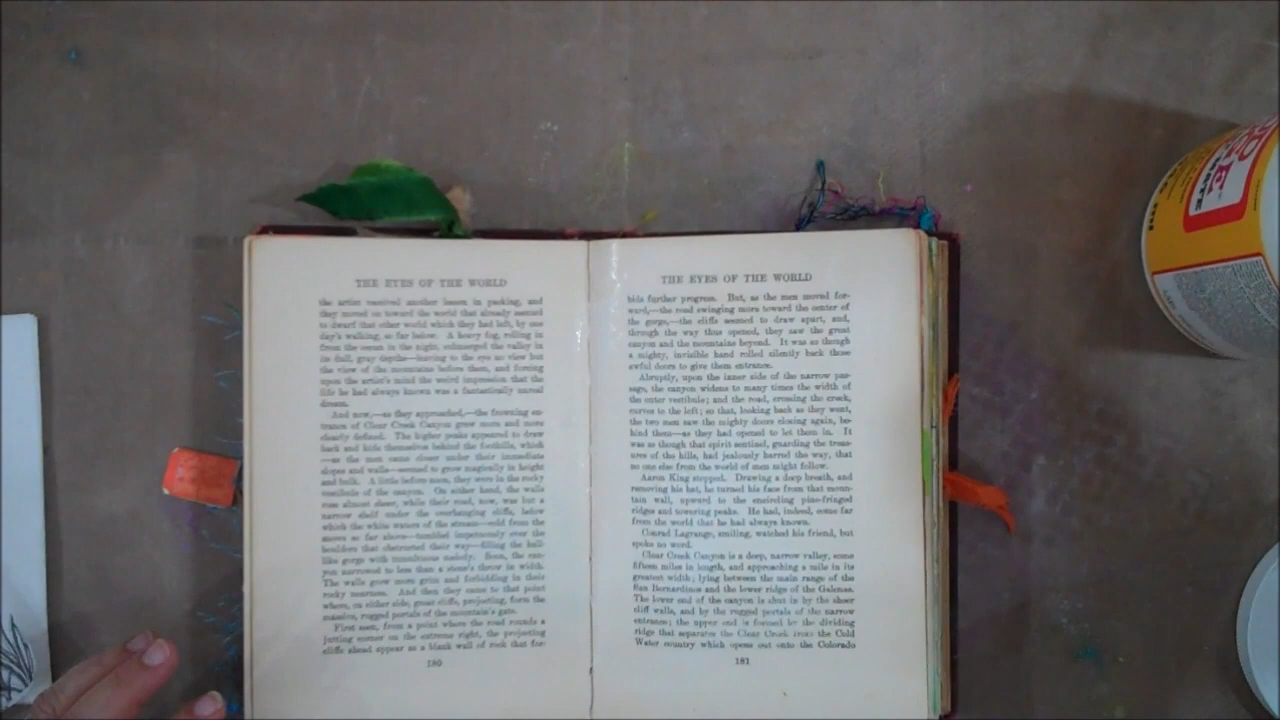 THE EYES OF THE WORLD
the artist received another lesson in packing, and
they moved on toward the world that already seemed
to dwarf that other world which they had left, by one
day's walking, so far below. A heavy fog, rolling in
from the ocean in the night, submerged the valley in
its dull, gray depths—leaving to the eye no view but
the view of the mountains before them, and forcing
upon the artist's mind the weird impression that the
life he had always known was a fantastically unreal
dream.
And now,—as they approached,—the frowning en-
trance of Clear Creek Canyon grew more and more
clearly defined. The higher peaks appeared to draw
back and hide themselves behind the foothills, which
—as the men came closer under their immediate
slopes and walls—seemed to grow magically in height
and bulk. A little before noon, they were in the rocky
vestibule of the canyon. On either hand, the walls
rose almost sheer, while their road, now, was but a
narrow shelf under the overhanging cliffs, below
which the white waters of the stream—cold from the
snows so far above—tumbled impetuously over the
boulders that obstructed their way—filling the hall-
like gorge with tumultuous melody. Soon, the can-
yon narrowed to less than a stone's throw in width.
The walls grew more grim and forbidding in their
rocky nearness. And then they came to that point
where, on either side, great cliffs, projecting, form the
massive, rugged portals of the mountain's gate.
First seen, from a point where the road rounds a
jutting corner on the extreme right, the projecting
cliffs ahead appear as a blank wall of rock that for-
180
THE EYES OF THE WORLD
bids further progress. But, as the men moved for-
ward,—the road swinging more toward the center of
the gorge,—the cliffs seemed to draw apart, and,
through the way thus opened, they saw the great
canyon and the mountains beyond. It was as though
a mighty, invisible hand rolled silently back those
awful doors to give them entrance.
Abruptly, upon the inner side of the narrow pas-
sage, the canyon widens to many times the width of
the outer vestibule; and the road, crossing the creek,
curves to the left; so that, looking back as they went,
the two men saw the mighty doors closing again, be-
hind them—as they had opened to let them in. It
was as though that spirit sentinel, guarding the treas-
ures of the hills, had jealously barred the way, that
no one else from the world of men might follow.
Aaron King stopped. Drawing a deep breath, and
removing his hat, he turned his face from that moun-
tain wall, upward to the encircling pine-fringed
ridges and towering peaks. He had, indeed, come far
from the world that he had always known.
Conrad Lagrange, smiling, watched his friend, but
spoke no word.
Clear Creek Canyon is a deep, narrow valley, some
fifteen miles in length, and approaching a mile in its
greatest width; lying between the main range of the
San Bernardinos and the lower ridge of the Galenas.
The lower end of the canyon is shut in by the sheer
cliff walls, and by the rugged portals of the narrow
entrance; the upper end is formed by the dividing
ridge that separates the Clear Creek from the Cold
Water country which opens out onto the Colorado
181